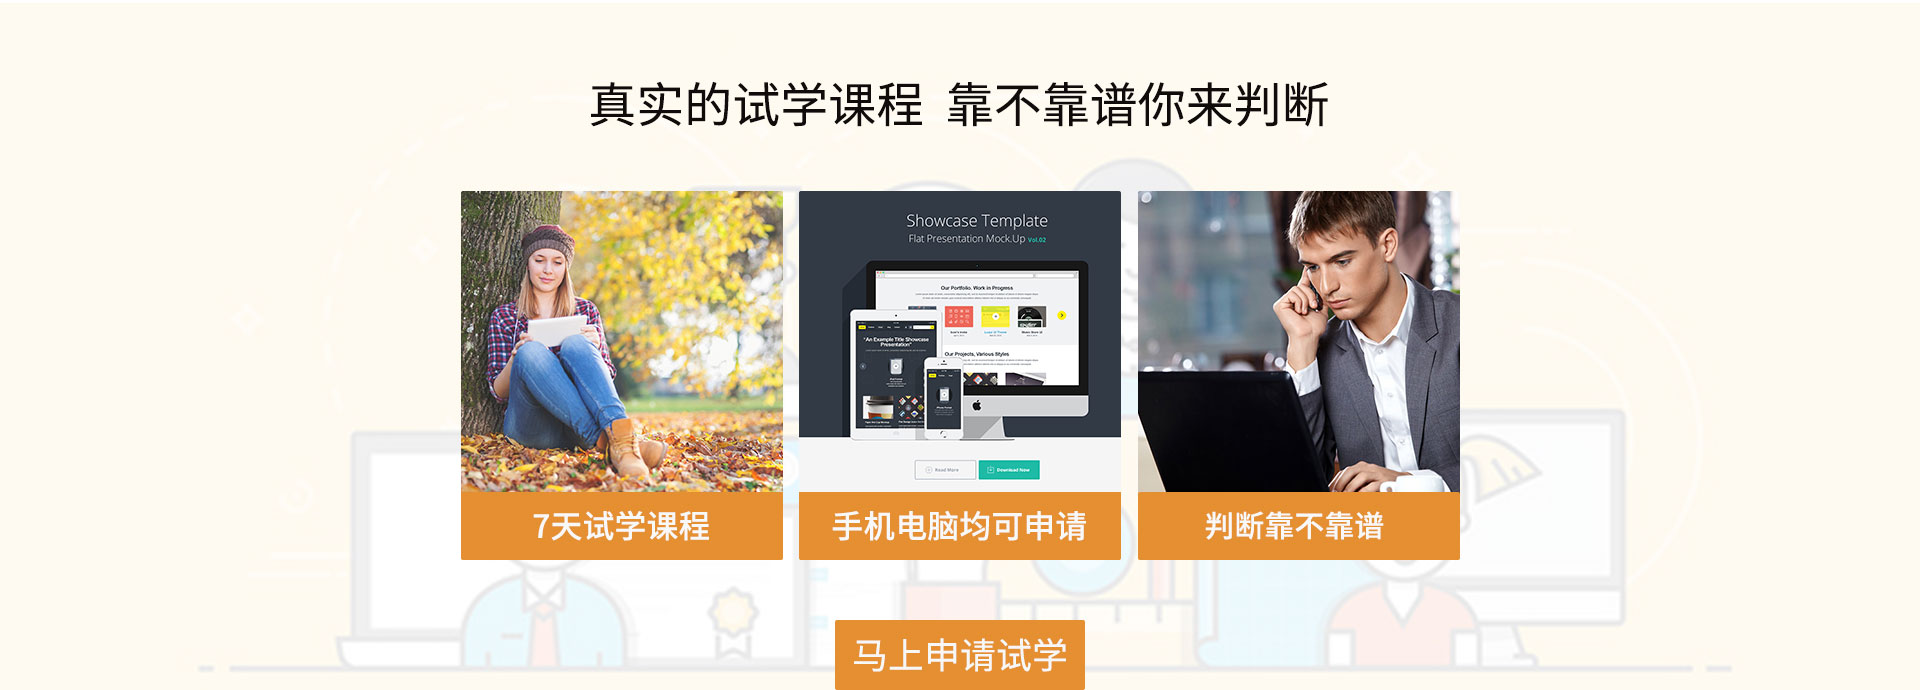 真实的试学课程 靠不靠谱你来判断
Showcase Template
Flat Presentation Mock.Up Vol.02
Our Portfolio. Work in Progress
"An Example Title Showcase
Presentation"
Our Projects, Various Styles
Read More
Download Now
7天试学课程
手机电脑均可申请
判断靠不靠谱
马上申请试学